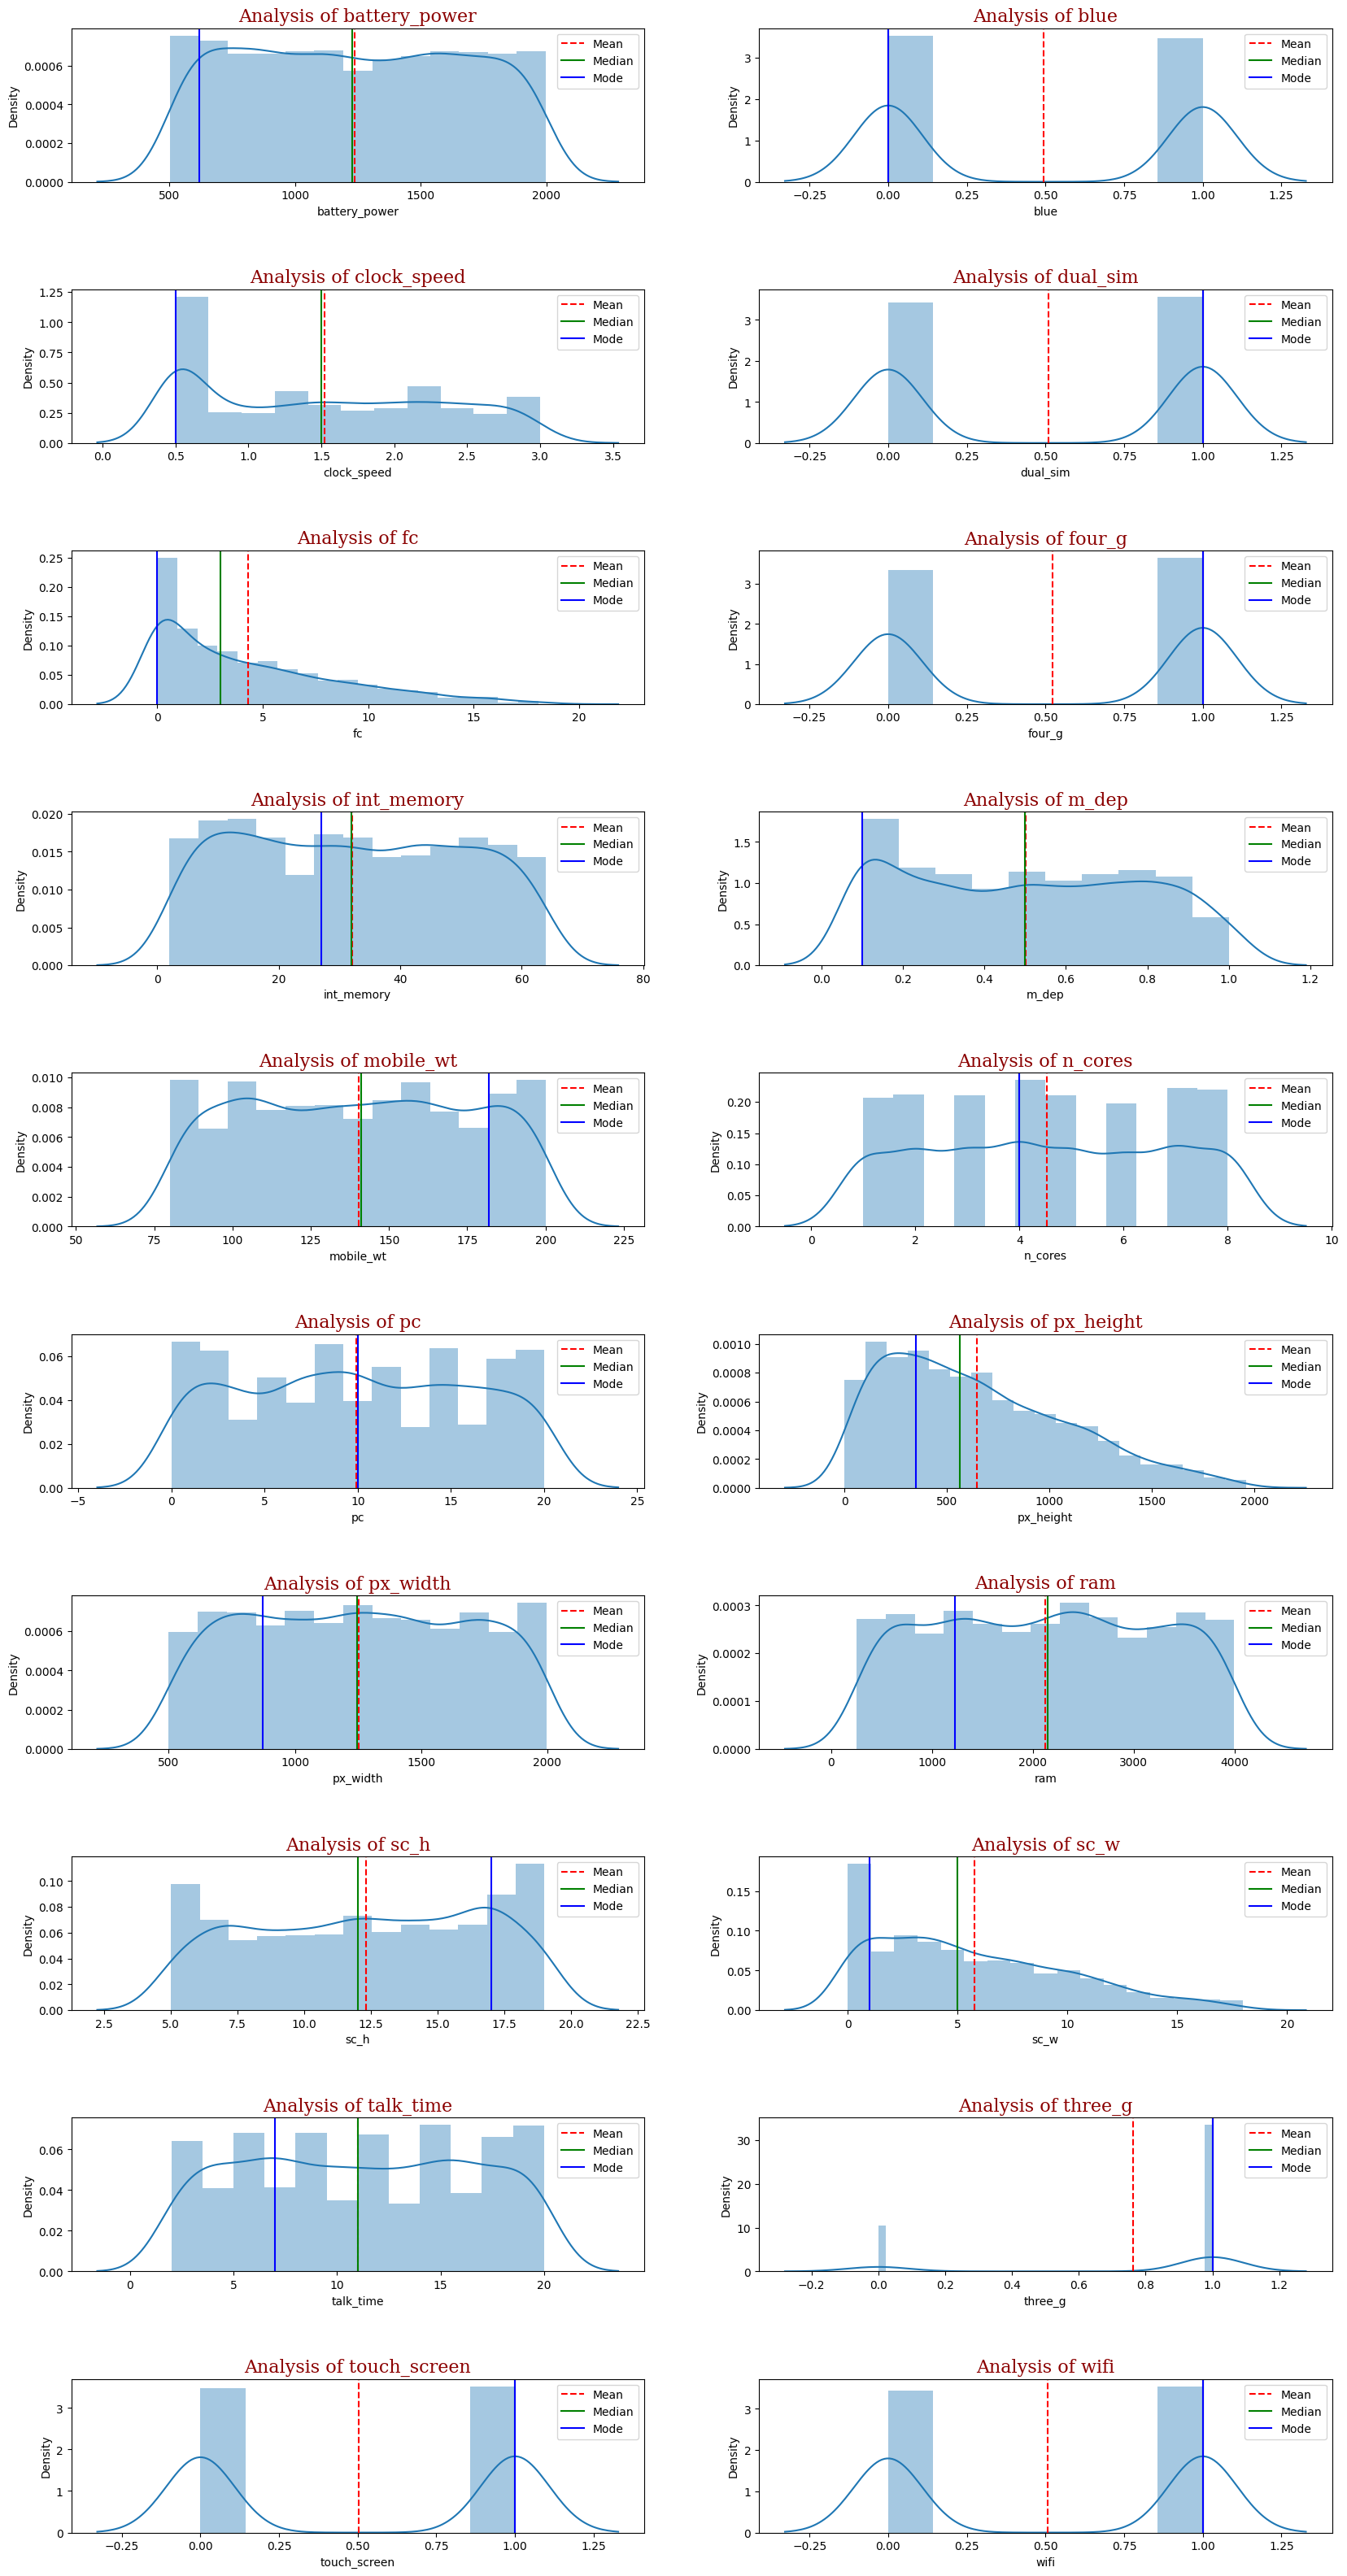 Analysis of battery_power
Mean
Median
Mode
Density
0.0006
0.0004
0.0002
0.0000
500 1000 1500 2000
battery_power
Analysis of blue
Mean
Median
Mode
Density
3
2
1
0
−0.25 0.00 0.25 0.50 0.75 1.00 1.25
blue
Analysis of clock_speed
Mean
Median
Mode
Density
1.25
1.00
0.75
0.50
0.25
0.00
0.0 0.5 1.0 1.5 2.0 2.5 3.0 3.5
clock_speed
Analysis of dual_sim
Mean
Median
Mode
Density
3
2
1
0
−0.25 0.00 0.25 0.50 0.75 1.00 1.25
dual_sim
Analysis of fc
Mean
Median
Mode
Density
0.25
0.20
0.15
0.10
0.05
0.00
0 5 10 15 20
fc
Analysis of four_g
Mean
Median
Mode
Density
3
2
1
0
−0.25 0.00 0.25 0.50 0.75 1.00 1.25
four_g
Analysis of int_memory
Mean
Median
Mode
Density
0.020
0.015
0.010
0.005
0.000
0 20 40 60 80
int_memory
Analysis of m_dep
Mean
Median
Mode
Density
1.5
1.0
0.5
0.0
0.0 0.2 0.4 0.6 0.8 1.0 1.2
m_dep
Analysis of mobile_wt
Mean
Median
Mode
Density
0.010
0.008
0.006
0.004
0.002
0.000
50 75 100 125 150 175 200 225
mobile_wt
Analysis of n_cores
Mean
Median
Mode
Density
0.20
0.15
0.10
0.05
0.00
0 2 4 6 8 10
n_cores
Analysis of pc
Mean
Median
Mode
Density
0.06
0.04
0.02
0.00
−5 0 5 10 15 20 25
pc
Analysis of px_height
Mean
Median
Mode
Density
0.0010
0.0008
0.0006
0.0004
0.0002
0.0000
0 500 1000 1500 2000
px_height
Analysis of px_width
Mean
Median
Mode
Density
0.0006
0.0004
0.0002
0.0000
500 1000 1500 2000
px_width
Analysis of ram
Mean
Median
Mode
Density
0.0003
0.0002
0.0001
0.0000
0 1000 2000 3000 4000
ram
Analysis of sc_h
Mean
Median
Mode
Density
0.10
0.08
0.06
0.04
0.02
0.00
2.5 5.0 7.5 10.0 12.5 15.0 17.5 20.0 22.5
sc_h
Analysis of sc_w
Mean
Median
Mode
Density
0.15
0.10
0.05
0.00
0 5 10 15 20
sc_w
Analysis of talk_time
Mean
Median
Mode
Density
0.06
0.04
0.02
0.00
0 5 10 15 20
talk_time
Analysis of three_g
Mean
Median
Mode
Density
30
20
10
0
−0.2 0.0 0.2 0.4 0.6 0.8 1.0 1.2
three_g
Analysis of touch_screen
Mean
Median
Mode
Density
3
2
1
0
−0.25 0.00 0.25 0.50 0.75 1.00 1.25
touch_screen
Analysis of wifi
Mean
Median
Mode
Density
3
2
1
0
−0.25 0.00 0.25 0.50 0.75 1.00 1.25
wifi